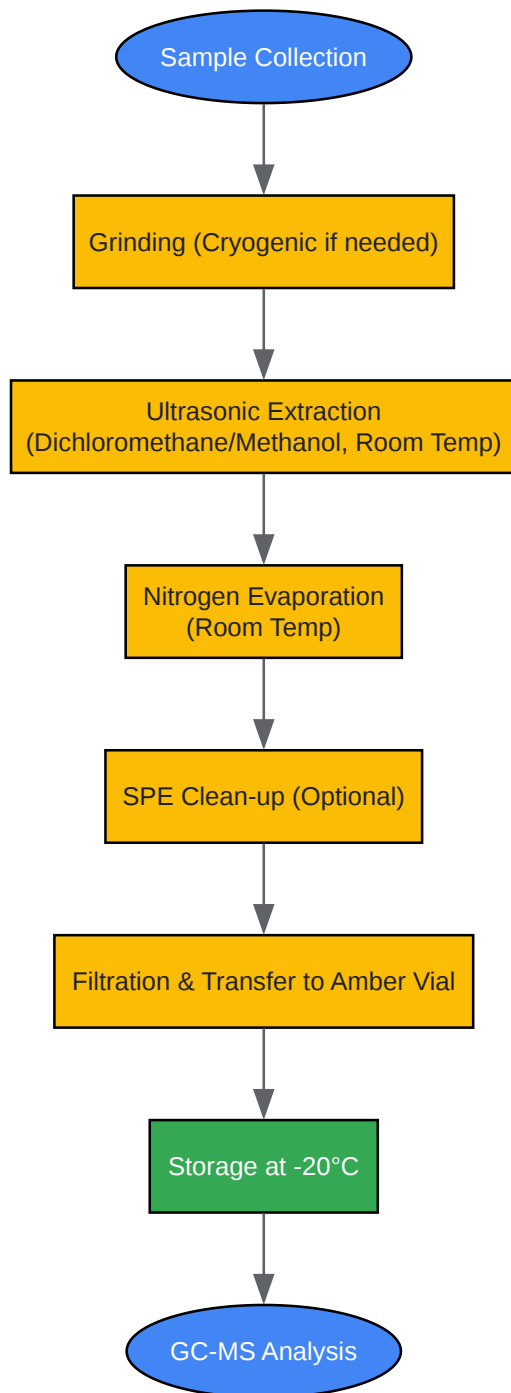 Sample Collection
Grinding (Cryogenic if needed)
Ultrasonic Extraction
(Dichloromethane/Methanol, Room Temp)
Nitrogen Evaporation
(Room Temp)
SPE Clean-up (Optional)
Filtration & Transfer to Amber Vial
Storage at -20°C
GC-MS Analysis